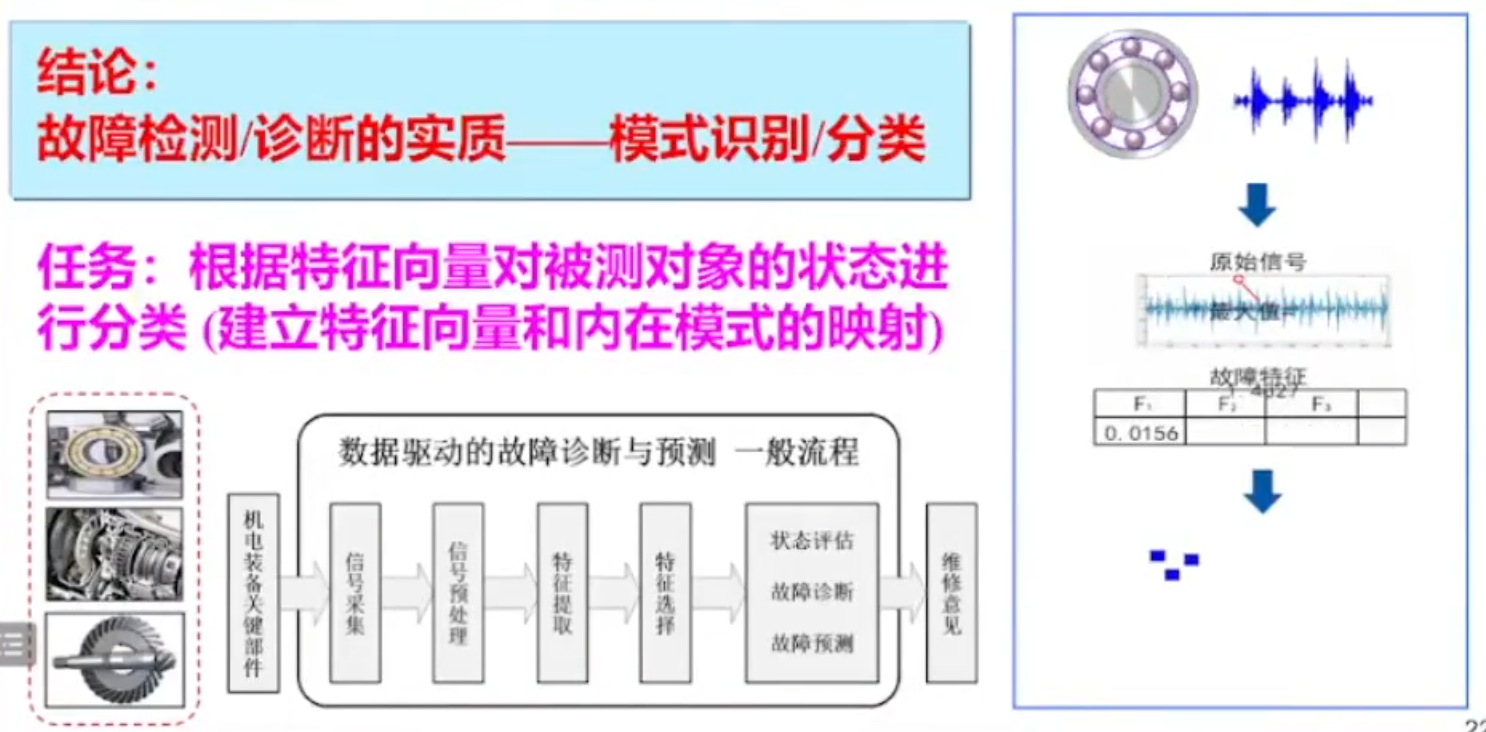 结论：
故障检测/诊断的实质——模式识别/分类
任务：根据特征向量对被测对象的状态进
行分类 (建立特征向量和内在模式的映射)
数据驱动的故障诊断与预测 一般流程
机电装备关键部件
信号采集
信号预处理
特征提取
特征选择
状态评估
故障诊断
故障预测
维修意见
原始信号
最大值=
故障特征
F₁ F₂ F₃
0.0156
22